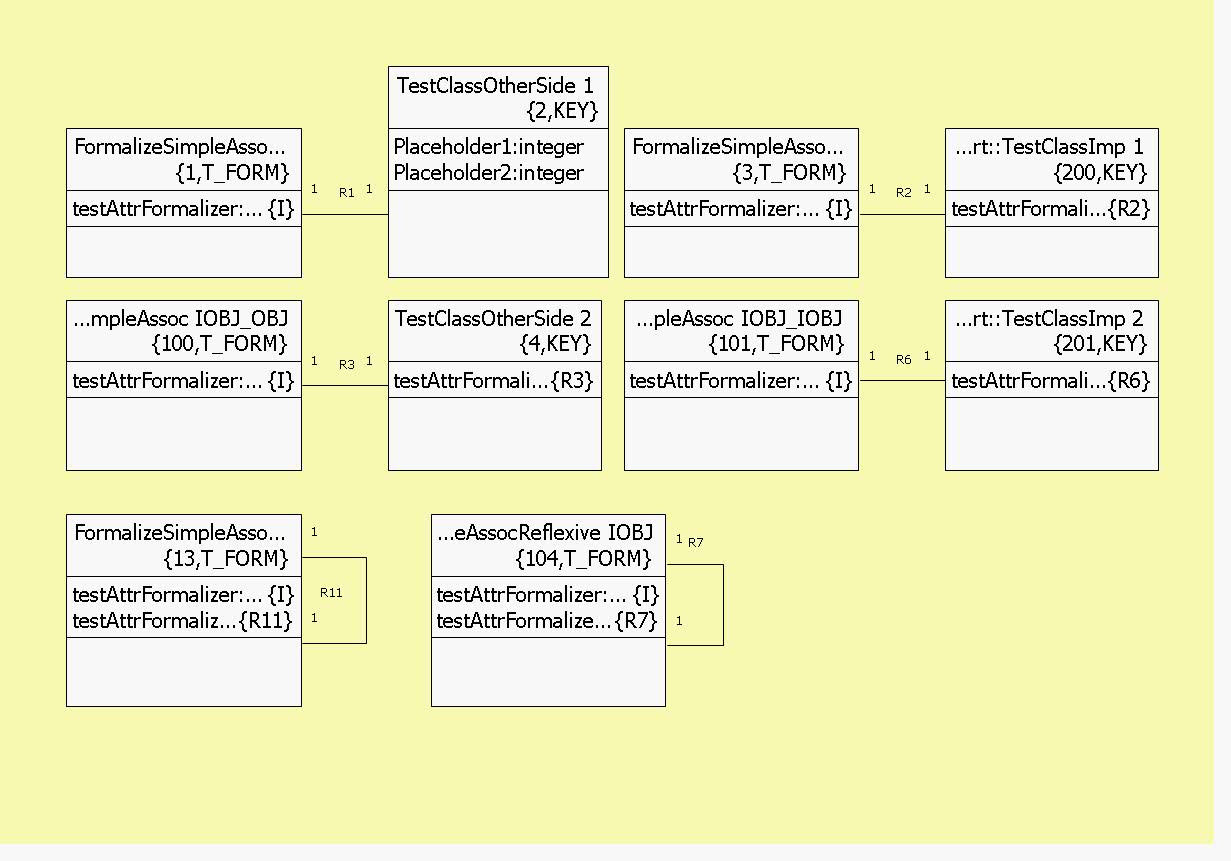 TestClassOtherSide 1
{2,KEY}
Placeholder1:integer
Placeholder2:integer
FormalizeSimpleAsso...
{1,T_FORM}
testAttrFormalizer:... {I}
1 R1 1
FormalizeSimpleAsso...
{3,T_FORM}
testAttrFormalizer:... {I}
1 R2 1
...rt::TestClassImp 1
{200,KEY}
testAttrFormali...{R2}
...mpleAssoc IOBJ_OBJ
{100,T_FORM}
testAttrFormalizer:... {I}
1 R3 1
TestClassOtherSide 2
{4,KEY}
testAttrFormali...{R3}
...pleAssoc IOBJ_IOBJ
{101,T_FORM}
testAttrFormalizer:... {I}
1 R6 1
...rt::TestClassImp 2
{201,KEY}
testAttrFormali...{R6}
FormalizeSimpleAsso...
{13,T_FORM}
testAttrFormalizer:... {I}
testAttrFormaliz...{R11}
1
R11
1
...eAssocReflexive IOBJ
{104,T_FORM}
testAttrFormalizer:... {I}
testAttrFormalize...{R7}
1 R7
1